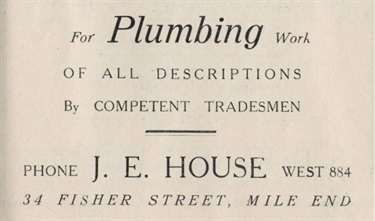 For Plumbing Work
OF ALL DESCRIPTIONS
By COMPETENT TRADESMEN
PHONE J. E. HOUSE WEST 884
34 FISHER STREET, MILE END